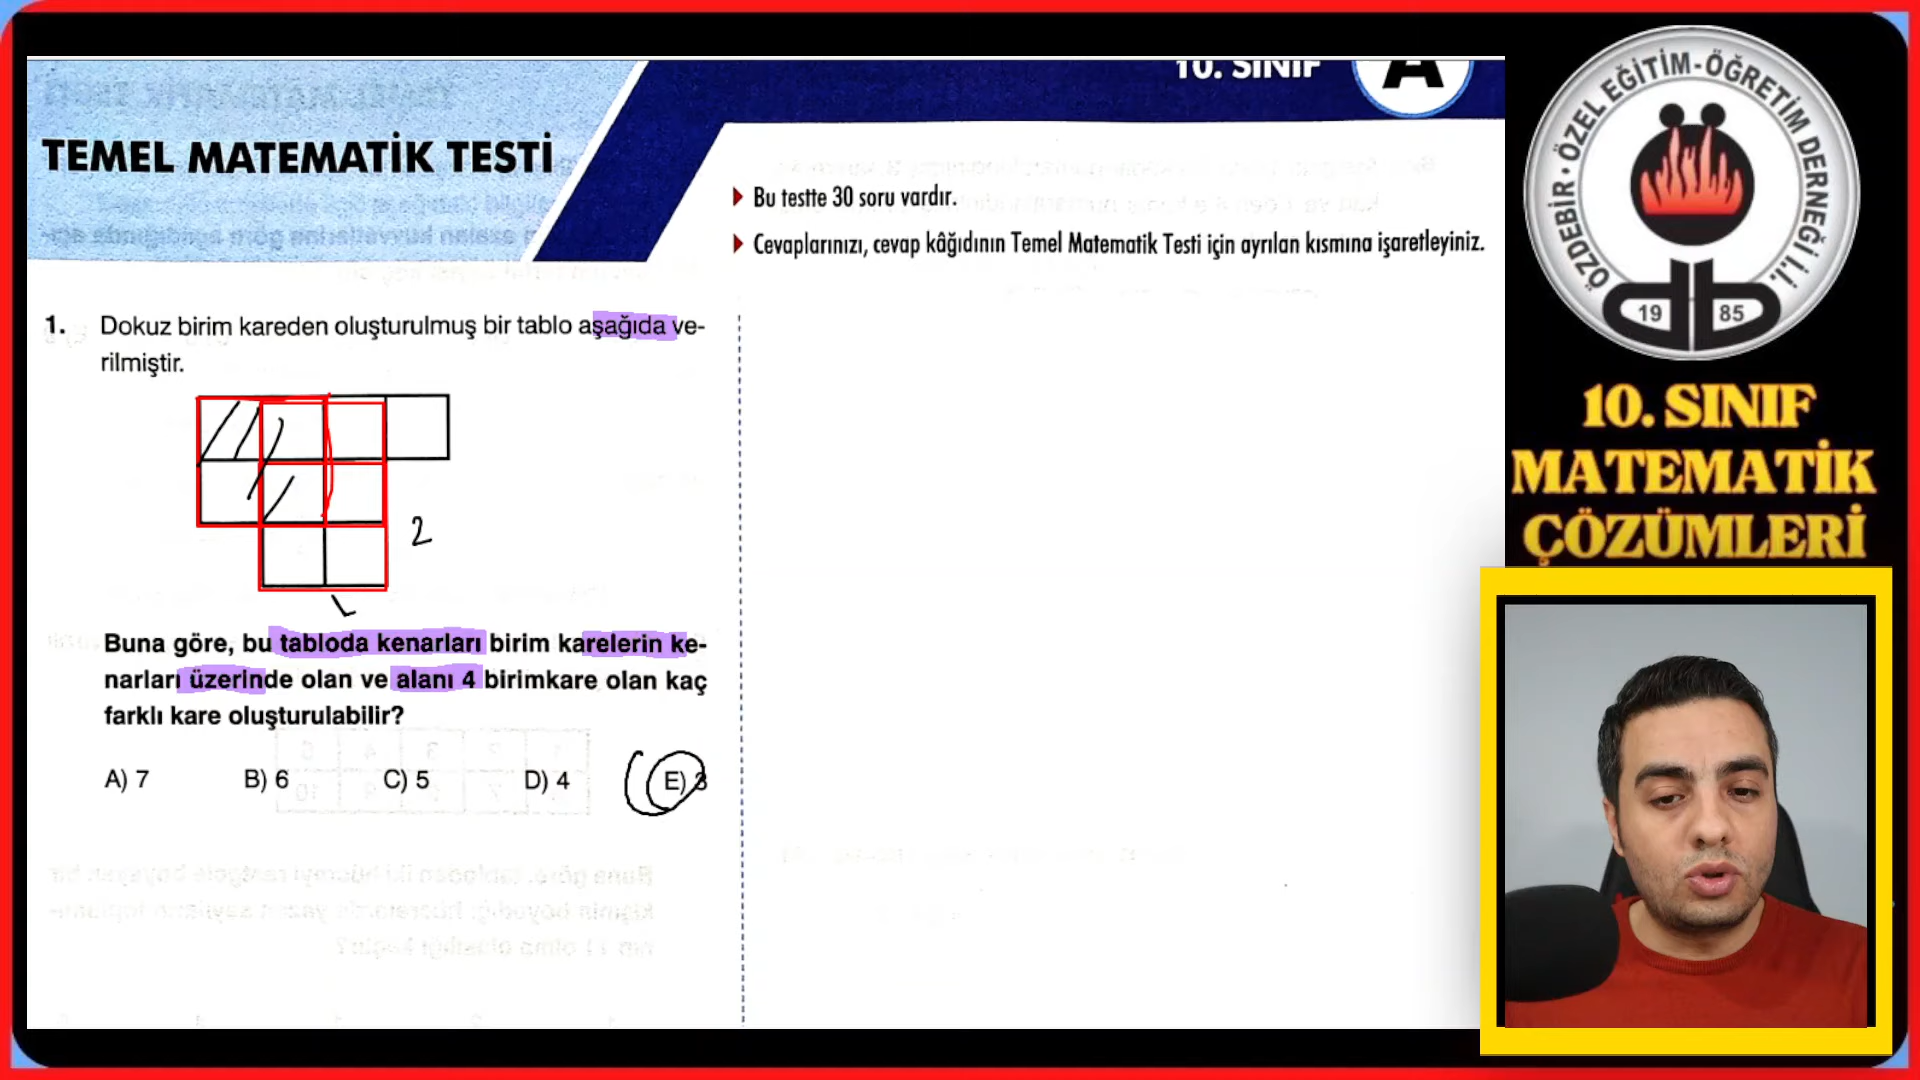 10. SINIF
A
TEMEL MATEMATİK TESTİ
Bu testte 30 soru vardır.
Cevaplarınızı, cevap kâğıdının Temel Matematik Testi için ayrılan kısmına işaretleyiniz.
1. Dokuz birim kareden oluşturulmuş bir tablo aşağıda ve-
rilmiştir.
2
Buna göre, bu tabloda kenarları birim karelerin ke-
narları üzerinde olan ve alanı 4 birimkare olan kaç
farklı kare oluşturulabilir?
A) 7 B) 6 C) 5 D) 4 E) 3
ÖZDEBİR · ÖZEL EĞİTİM-ÖĞRETİM DERNEĞİ İ.İ.
19 85
10. SINIF
MATEMATİK
ÇÖZÜMLERİ